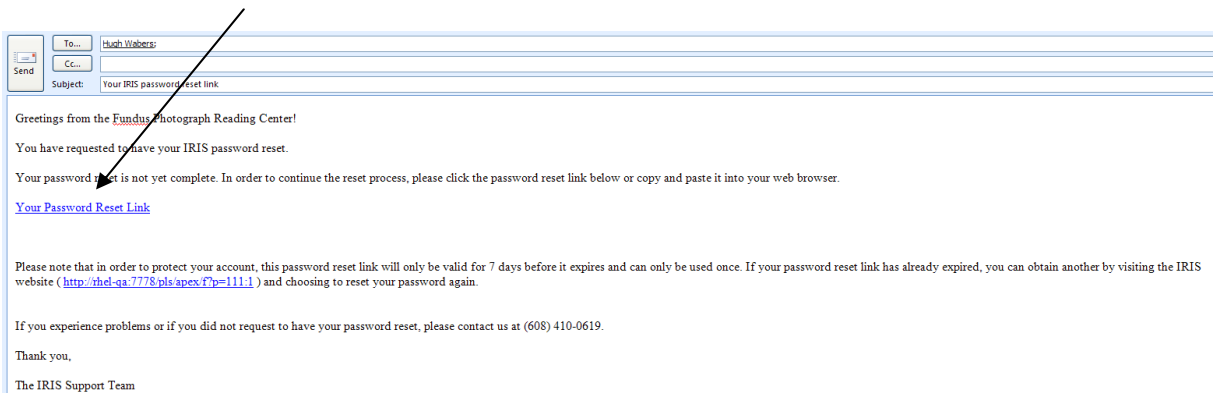 To...
Hugh Wabers;
Send
Cc...
Subject:
Your IRIS password reset link
Greetings from the Fundus Photograph Reading Center!
You have requested to have your IRIS password reset.
Your password reset is not yet complete. In order to continue the reset process, please click the password reset link below or copy and paste it into your web browser.
Your Password Reset Link
Please note that in order to protect your account, this password reset link will only be valid for 7 days before it expires and can only be used once. If your password reset link has already expired, you can obtain another by visiting the IRIS
website ( http://rhel-qa:7778/pls/apex/f?p=111:1 ) and choosing to reset your password again.
If you experience problems or if you did not request to have your password reset, please contact us at (608) 410-0619.
Thank you,
The IRIS Support Team